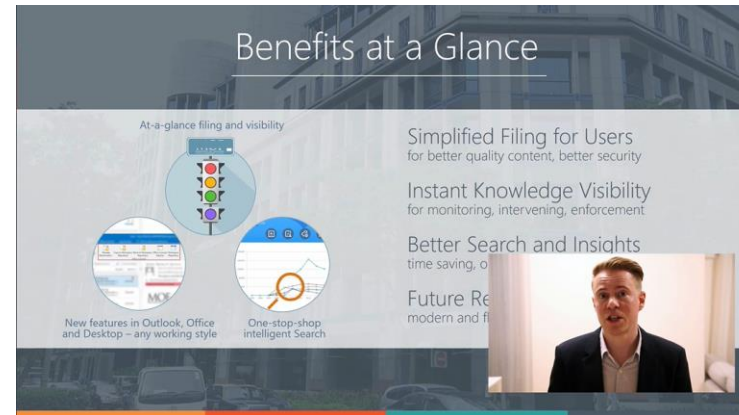 Benefits at a Glance
At-a-glance filing and visibility
New features in Outlook, Office
and Desktop – any working style
One-stop-shop
intelligent Search
Simplified Filing for Users
for better quality content, better security
Instant Knowledge Visibility
for monitoring, intervening, enforcement
Better Search and Insights
time saving,
Future
modern and